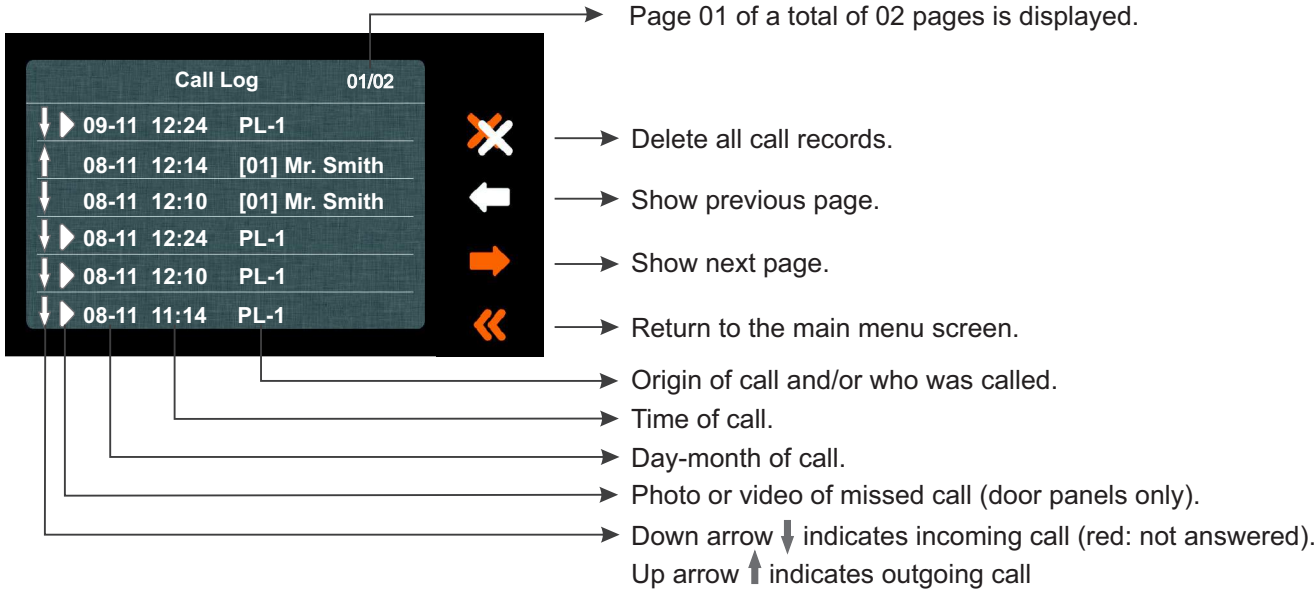 Page 01 of a total of 02 pages is displayed.
Call Log 01/02
09-11 12:24 PL-1
08-11 12:14 [01] Mr. Smith
08-11 12:10 [01] Mr. Smith
08-11 12:24 PL-1
08-11 12:10 PL-1
08-11 11:14 PL-1
Delete all call records.
Show previous page.
Show next page.
Return to the main menu screen.
Origin of call and/or who was called.
Time of call.
Day-month of call.
Photo or video of missed call (door panels only).
Down arrow indicates incoming call (red: not answered).
Up arrow indicates outgoing call